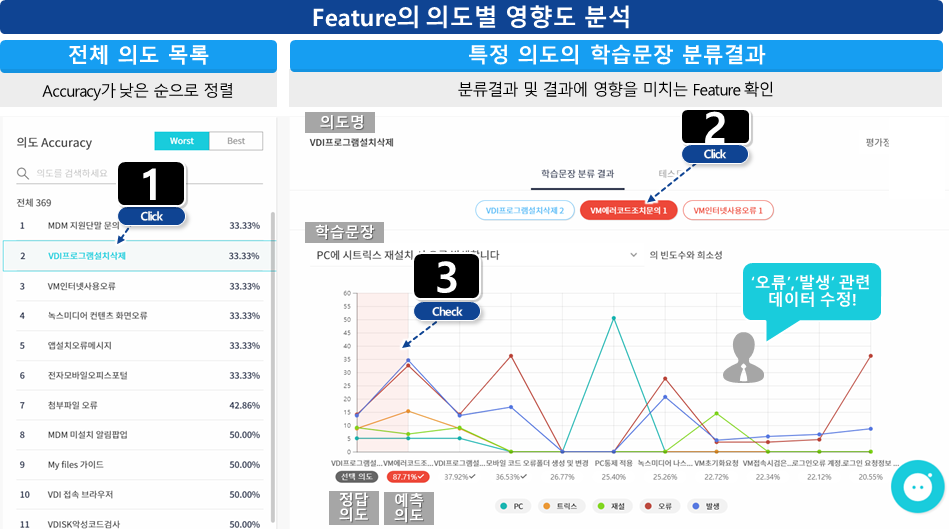 Feature의 의도별 영향도 분석
전체 의도 목록
Accuracy가 낮은 순으로 정렬
의도 Accuracy
Worst
Best
의도를 검색하세요
전체 369
1
Click
1 MDM 지원단말 문의 33.33%
2 VDI프로그램설치삭제 33.33%
3 VM인터넷사용오류 33.33%
4 녹스미디어 컨텐츠 화면오류 33.33%
5 앱설치오류메시지 33.33%
6 전자모바일오피스포털 33.33%
7 첨부파일 오류 42.86%
8 MDM 미설치 알림팝업 50.00%
9 My files 가이드 50.00%
10 VDI 접속 브라우저 50.00%
11 VDISK악성코드검사 50.00%
특정 의도의 학습문장 분류결과
분류결과 및 결과에 영향을 미치는 Feature 확인
의도명
VDI프로그램설치삭제
평가정
2
Click
학습문장 분류 결과
테스트
VDI프로그램설치삭제 2
VM에러코드조치문의 1
VM인터넷사용오류 1
학습문장
PC에 시트릭스 재설치 시 오류 발생합니다
의 빈도수와 희소성
3
Check
'오류','발생' 관련
데이터 수정!
60
55
50
45
40
35
30
25
20
15
10
5
0
VDI프로그램설... VM에러코드조... VDI프로그램설... 모바일 코드 오류 폴더 생성 및 변경 PC동제 적용 녹스미디어 나스... VM초기화요청 VM접속시검은... 로그인오류 계정... 로그인 요청정보...
선택 의도 87.71% 37.92% 36.53% 26.77% 25.40% 25.26% 22.72% 22.34% 22.12% 20.55%
정답
의도
예측
의도
PC 트릭스 재설 오류 발생